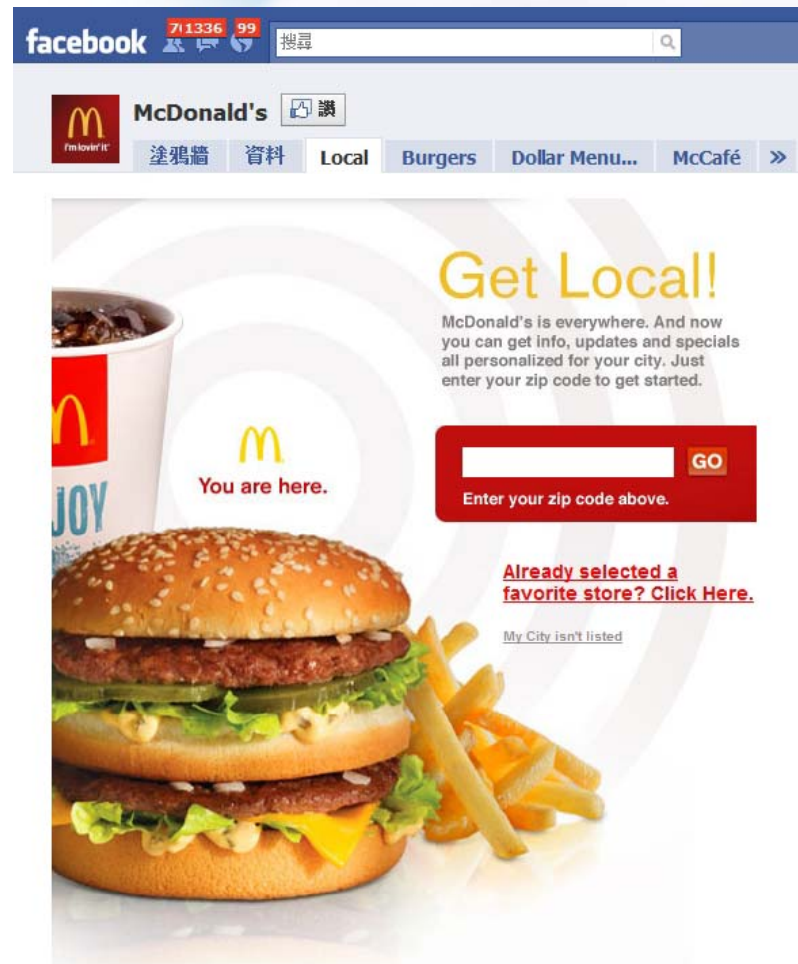 facebook 1336 99 搜尋
McDonald's 讚
i'm lovin' it
塗鴉牆 資料 Local Burgers Dollar Menu... McCafé »
Get Local!
McDonald's is everywhere. And now
you can get info, updates and specials
all personalized for your city. Just
enter your zip code to get started.
You are here.
GO
Enter your zip code above.
JOY
Already selected a
favorite store? Click Here.
My City isn't listed